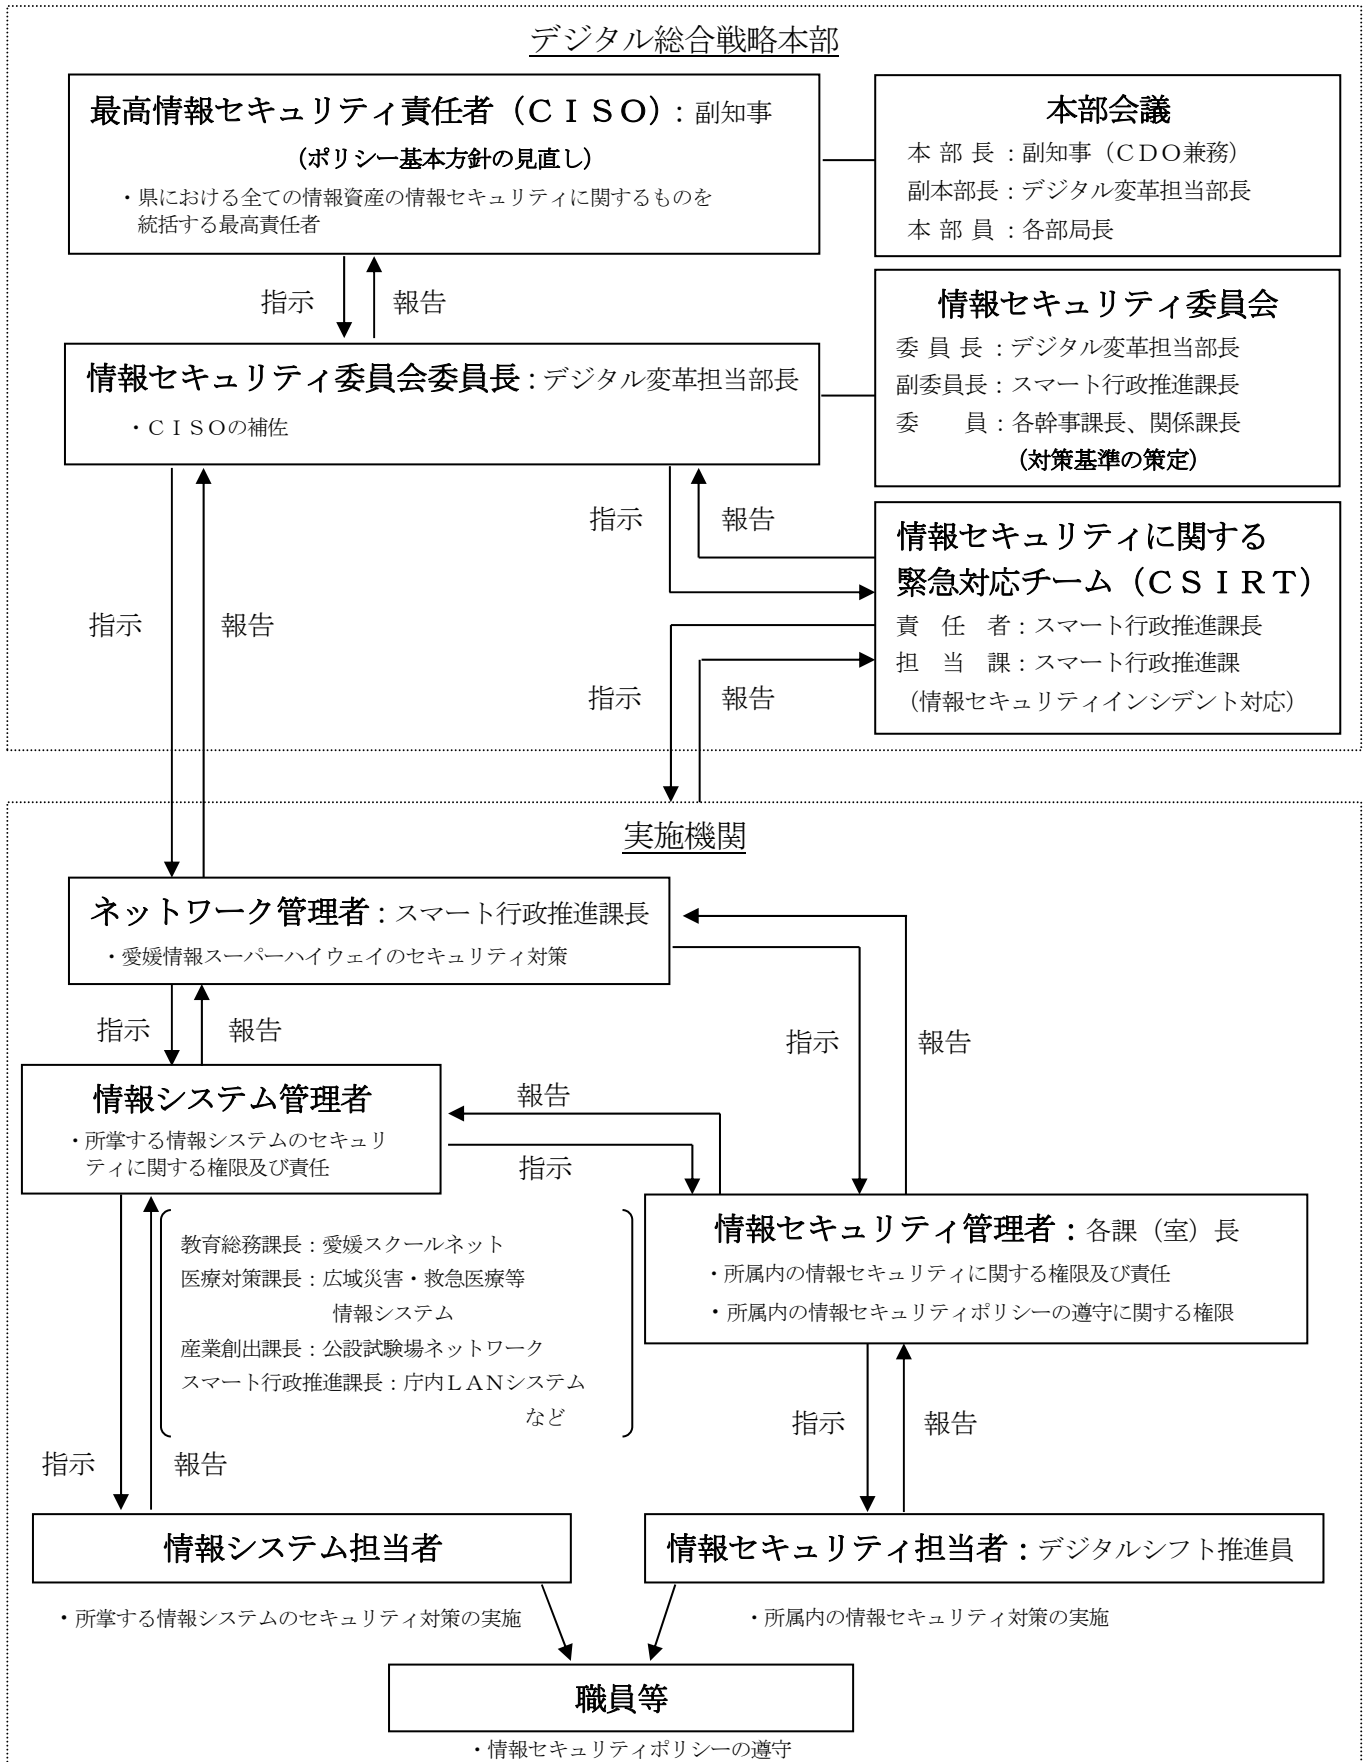 デジタル総合戦略本部
最高情報セキュリティ責任者（ＣＩＳＯ）：副知事
（ポリシー基本方針の見直し）
・県における全ての情報資産の情報セキュリティに関するものを
統括する最高責任者
本部会議
本 部 長 ：副知事（ＣＤＯ兼務）
副本部長：デジタル変革担当部長
本 部 員 ：各部局長
指示
報告
情報セキュリティ委員会委員長：デジタル変革担当部長
・ＣＩＳＯの補佐
情報セキュリティ委員会
委 員 長 ：デジタル変革担当部長
副委員長：スマート行政推進課長
委　　員：各幹事課長、関係課長
（対策基準の策定）
指示
報告
情報セキュリティに関する
緊急対応チーム（ＣＳＩＲＴ）
責　任　者：スマート行政推進課長
担　当　課：スマート行政推進課
（情報セキュリティインシデント対応）
指示
報告
指示
報告
実施機関
ネットワーク管理者：スマート行政推進課長
・愛媛情報スーパーハイウェイのセキュリティ対策
指示
報告
指示
報告
情報システム管理者
・所掌する情報システムのセキュリ
ティに関する権限及び責任
報告
指示
教育総務課長：愛媛スクールネット
医療対策課長：広域災害・救急医療等
情報システム
産業創出課長：公設試験場ネットワーク
スマート行政推進課長：庁内ＬＡＮシステム
など
情報セキュリティ管理者：各課（室）長
・所属内の情報セキュリティに関する権限及び責任
・所属内の情報セキュリティポリシーの遵守に関する権限
指示
報告
指示
報告
情報システム担当者
・所掌する情報システムのセキュリティ対策の実施
情報セキュリティ担当者：デジタルシフト推進員
・所属内の情報セキュリティ対策の実施
職員等
・情報セキュリティポリシーの遵守